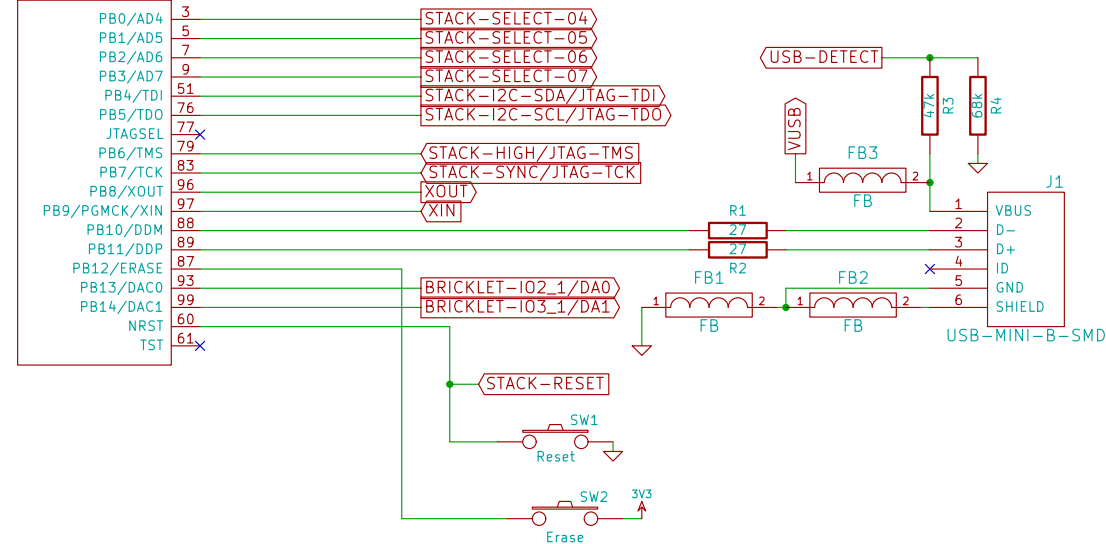 PB0/AD4 3 STACK-SELECT-04
PB1/AD5 5 STACK-SELECT-05
PB2/AD6 7 STACK-SELECT-06
PB3/AD7 9 STACK-SELECT-07
PB4/TDI 51 STACK-I2C-SDA/JTAG-TDI
PB5/TDO 76 STACK-I2C-SCL/JTAG-TDO
JTAGSEL 77
PB6/TMS 79 STACK-HIGH/JTAG-TMS
PB7/TCK 83 STACK-SYNC/JTAG-TCK
PB8/XOUT 96 XOUT
PB9/PGMCK/XIN 97 XIN
PB10/DDM 88
PB11/DDP 89
PB12/ERASE 87
PB13/DAC0 93 BRICKLET-IO2_1/DA0
PB14/DAC1 99 BRICKLET-IO3_1/DA1
NRST 60
TST 61
USB-DETECT
47k
R3
68k
R4
VUSB
FB3
1 2
FB
J1
1 VBUS
2 D-
3 D+
4 ID
5 GND
6 SHIELD
USB-MINI-B-SMD
R1
27
27
R2
FB1
1 2
FB
FB2
1 2
FB
STACK-RESET
SW1
Reset
SW2
3V3
Erase